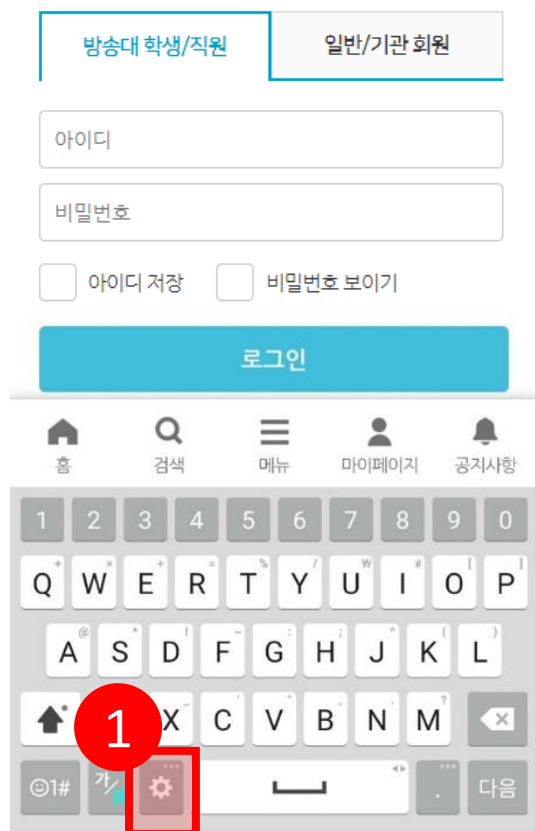 방송대 학생/직원 일반/기관 회원
아이디
비밀번호
아이디 저장 비밀번호 보이기
로그인
홈 검색 메뉴 마이페이지 공지사항
1 2 3 4 5 6 7 8 9 0
Q + W × E ÷ R = T % Y / U ₩ I # O [ P ]
A @ S * D ! F - G : H ; J ^ K ( L )
1 X - C ' V " B , N . M ?
☺1# 가/ . 다음